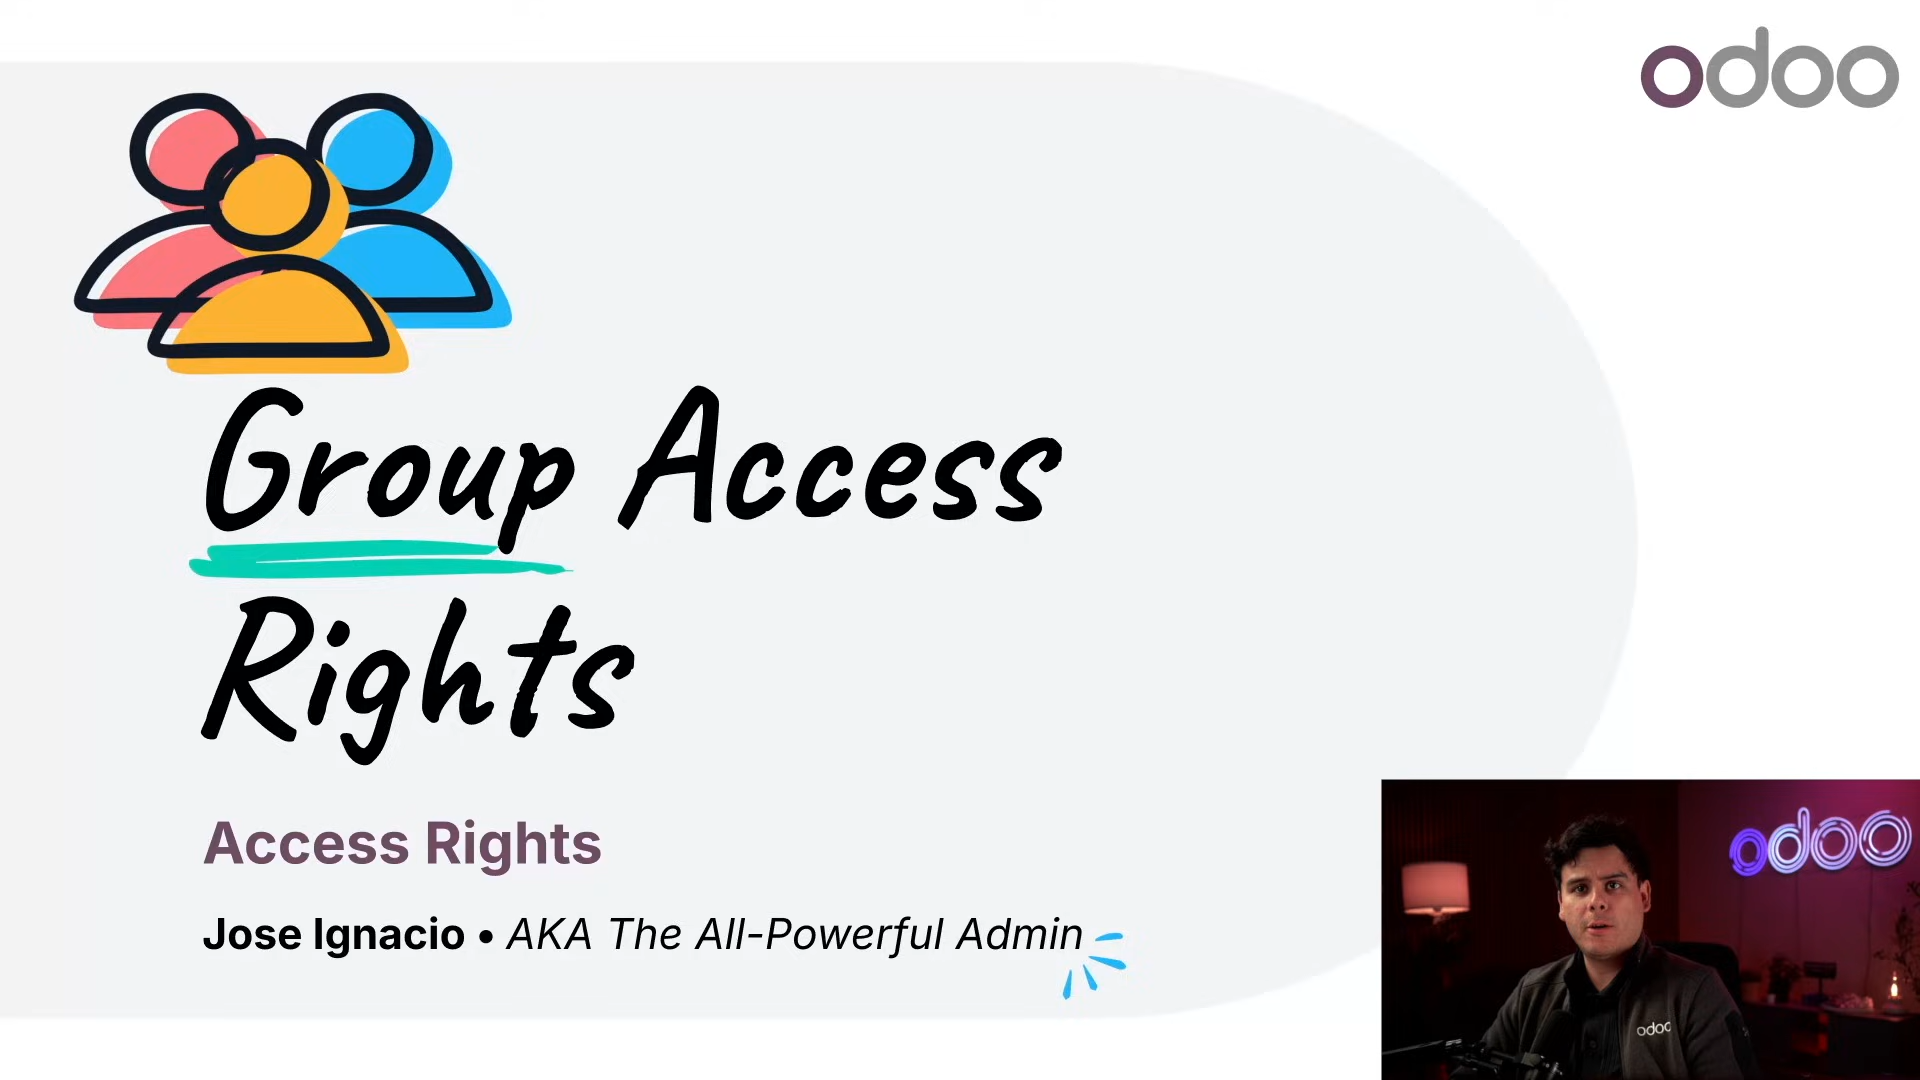 odoo
Group Access
Rights
Access Rights
Jose Ignacio • AKA The All-Powerful Admin
odoo
odoo